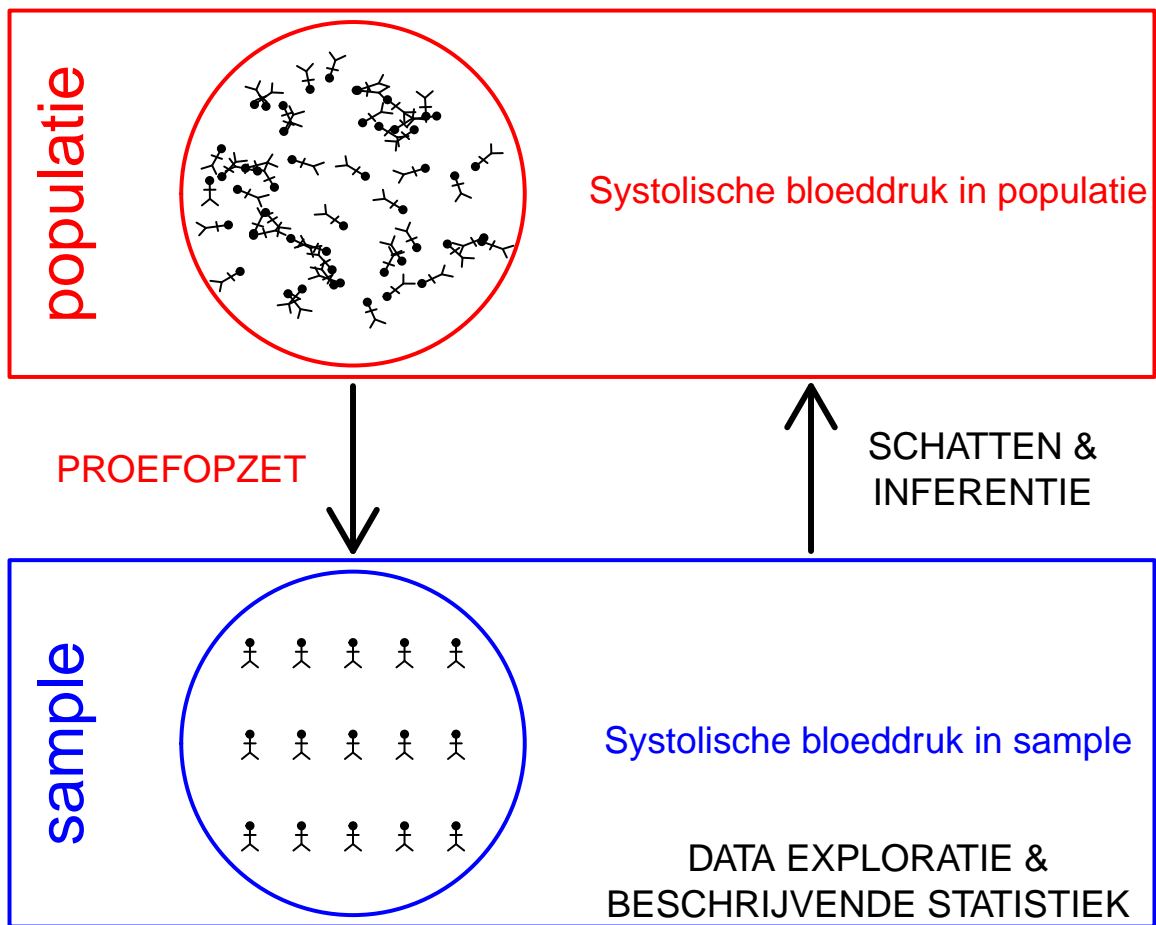 populatie
Systolische bloeddruk in populatie
PROEFOPZET
SCHATTEN &
INFERENTIE
sample
Systolische bloeddruk in sample
DATA EXPLORATIE &
BESCHRIJVENDE STATISTIEK